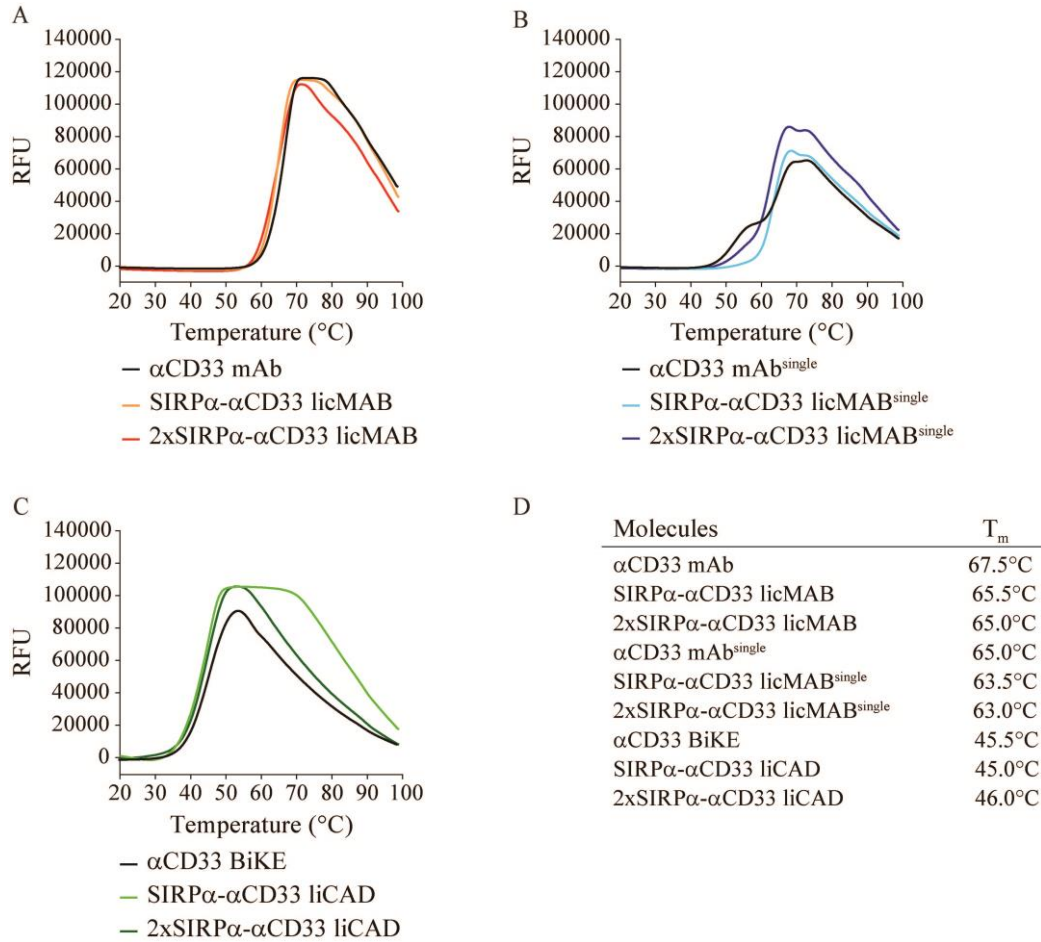 A
140000
120000
100000
80000
60000
40000
20000
0
RFU
20 30 40 50 60 70 80 90 100
Temperature (°C)
αCD33 mAb
SIRPα-αCD33 licMAB
2xSIRPα-αCD33 licMAB
B
140000
120000
100000
80000
60000
40000
20000
0
RFU
20 30 40 50 60 70 80 90 100
Temperature (°C)
αCD33 mAbsingle
SIRPα-αCD33 licMABsingle
2xSIRPα-αCD33 licMABsingle
C
140000
120000
100000
80000
60000
40000
20000
0
RFU
20 30 40 50 60 70 80 90 100
Temperature (°C)
αCD33 BiKE
SIRPα-αCD33 liCAD
2xSIRPα-αCD33 liCAD
D
Molecules Tm
αCD33 mAb 67.5°C
SIRPα-αCD33 licMAB 65.5°C
2xSIRPα-αCD33 licMAB 65.0°C
αCD33 mAbsingle 65.0°C
SIRPα-αCD33 licMABsingle 63.5°C
2xSIRPα-αCD33 licMABsingle 63.0°C
αCD33 BiKE 45.5°C
SIRPα-αCD33 liCAD 45.0°C
2xSIRPα-αCD33 liCAD 46.0°C